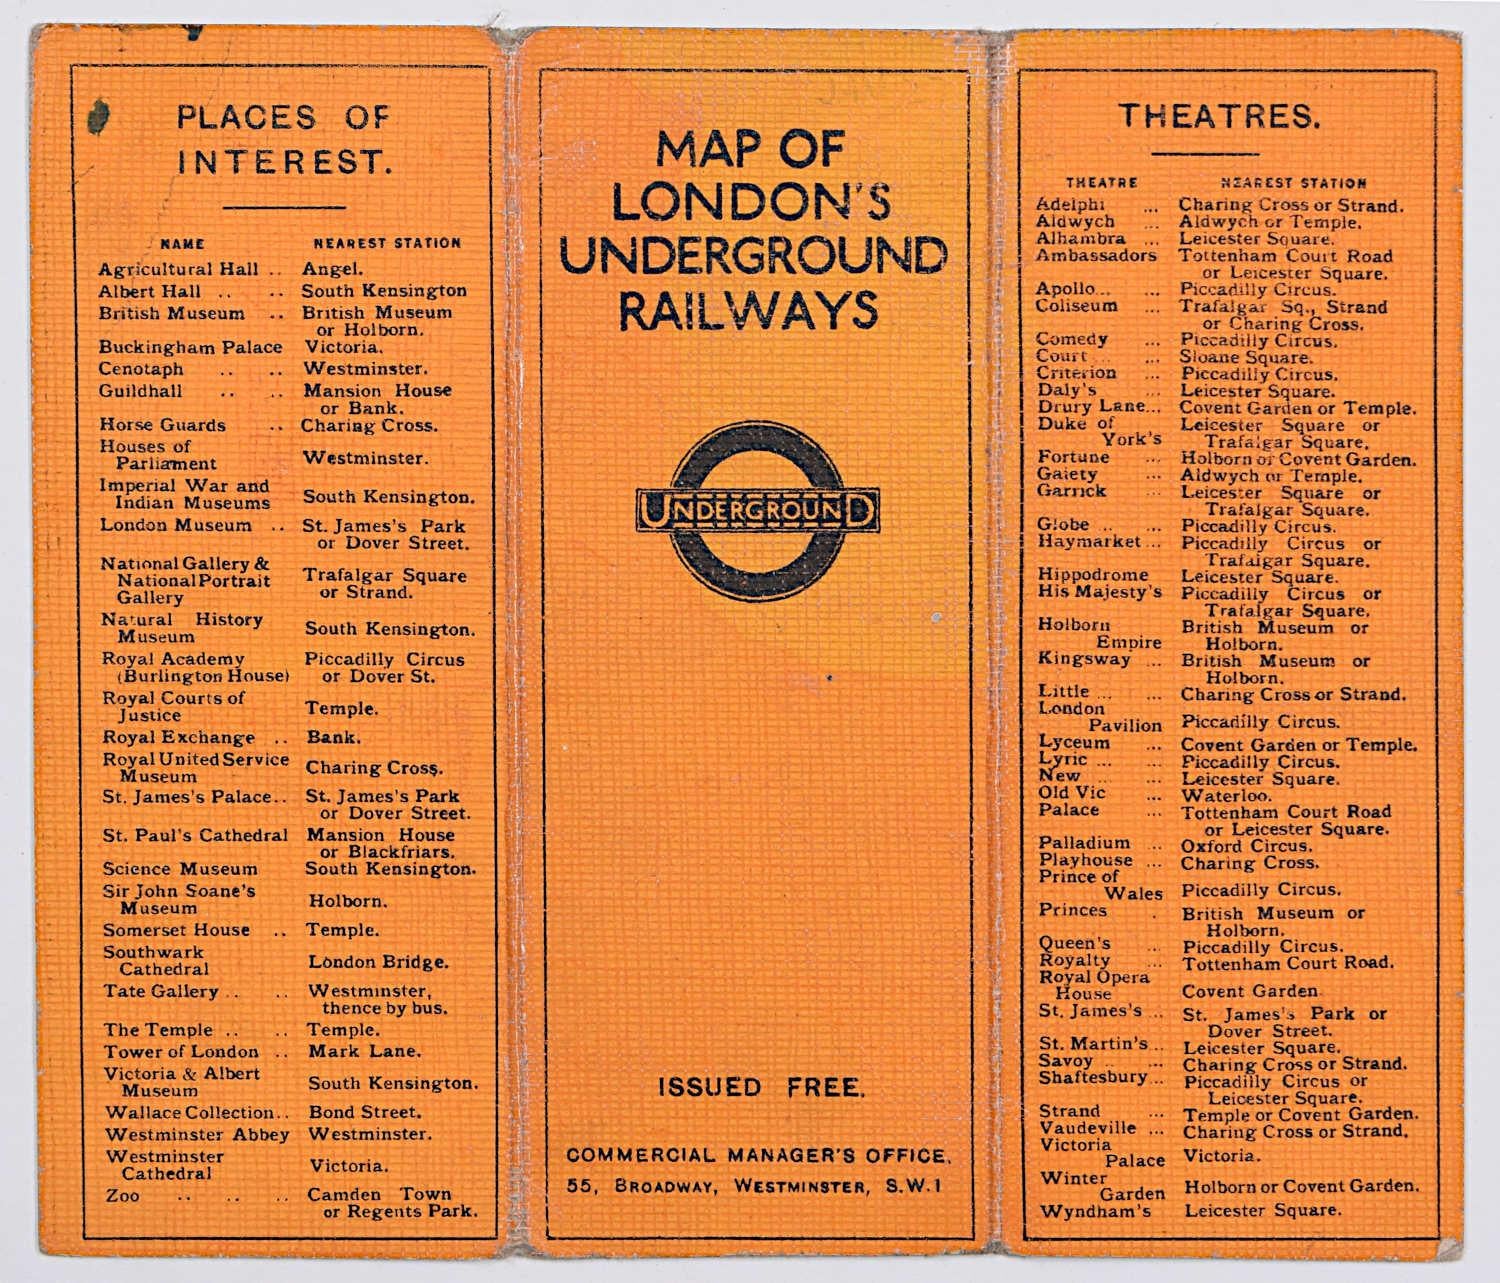 PLACES OF
INTEREST.
NAME NEAREST STATION
Agricultural Hall .. Angel.
Albert Hall .. .. South Kensington
British Museum .. British Museum
or Holborn.
Buckingham Palace Victoria.
Cenotaph .. .. Westminster.
Guildhall .. .. Mansion House
or Bank.
Horse Guards .. Charing Cross.
Houses of
Parliament Westminster.
Imperial War and
Indian Museums South Kensington.
London Museum .. St. James's Park
or Dover Street.
National Gallery &
National Portrait Trafalgar Square
Gallery or Strand.
Natural History
Museum South Kensington.
Royal Academy Piccadilly Circus
(Burlington House) or Dover St.
Royal Courts of
Justice Temple.
Royal Exchange .. Bank.
Royal United Service
Museum Charing Cross.
St. James's Palace.. St. James's Park
or Dover Street.
St. Paul's Cathedral Mansion House
or Blackfriars.
Science Museum South Kensington.
Sir John Soane's
Museum Holborn.
Somerset House .. Temple.
Southwark
Cathedral London Bridge.
Tate Gallery .. .. Westminster,
thence by bus.
The Temple .. .. Temple.
Tower of London .. Mark Lane.
Victoria & Albert
Museum South Kensington.
Wallace Collection.. Bond Street.
Westminster Abbey Westminster.
Westminster
Cathedral Victoria.
Zoo .. .. .. Camden Town
or Regents Park.
MAP OF
LONDON'S
UNDERGROUND
RAILWAYS
UNDERGROUND
ISSUED FREE.
COMMERCIAL MANAGER'S OFFICE,
55, BROADWAY, WESTMINSTER, S.W.1
THEATRES.
THEATRE NEAREST STATION
Adelphi ... Charing Cross or Strand.
Aldwych ... Aldwych or Temple.
Alhambra ... Leicester Square.
Ambassadors Tottenham Court Road
or Leicester Square.
Apollo... ... Piccadilly Circus.
Coliseum ... Trafalgar Sq., Strand
or Charing Cross.
Comedy ... Piccadilly Circus.
Court ... ... Sloane Square.
Criterion ... Piccadilly Circus.
Daly's ... Leicester Square.
Drury Lane... Covent Garden or Temple.
Duke of Leicester Square or
York's Trafalgar Square.
Fortune ... Holborn or Covent Garden.
Gaiety ... Aldwych or Temple.
Garrick ... Leicester Square or
Trafalgar Square.
Globe .. ... Piccadilly Circus.
Haymarket ... Piccadilly Circus or
Trafalgar Square.
Hippodrome Leicester Square.
His Majesty's Piccadilly Circus or
Trafalgar Square.
Holborn British Museum or
Empire Holborn.
Kingsway ... British Museum or
Holborn.
Little ... ... Charing Cross or Strand.
London
Pavilion Piccadilly Circus.
Lyceum ... Covent Garden or Temple.
Lyric ... ... Piccadilly Circus.
New ... ... Leicester Square.
Old Vic ... Waterloo.
Palace ... Tottenham Court Road
or Leicester Square.
Palladium ... Oxford Circus.
Playhouse ... Charing Cross.
Prince of
Wales Piccadilly Circus.
Princes . British Museum or
Holborn.
Queen's ... Piccadilly Circus.
Royalty ... Tottenham Court Road.
Royal Opera
House Covent Garden
St. James's ... St. James's Park or
Dover Street.
St. Martin's .. Leicester Square.
Savoy .. ... Charing Cross or Strand.
Shaftesbury... Piccadilly Circus or
Leicester Square.
Strand ... Temple or Covent Garden.
Vaudeville ... Charing Cross or Strand.
Victoria
Palace Victoria.
Winter
Garden Holborn or Covent Garden.
Wyndham's Leicester Square.